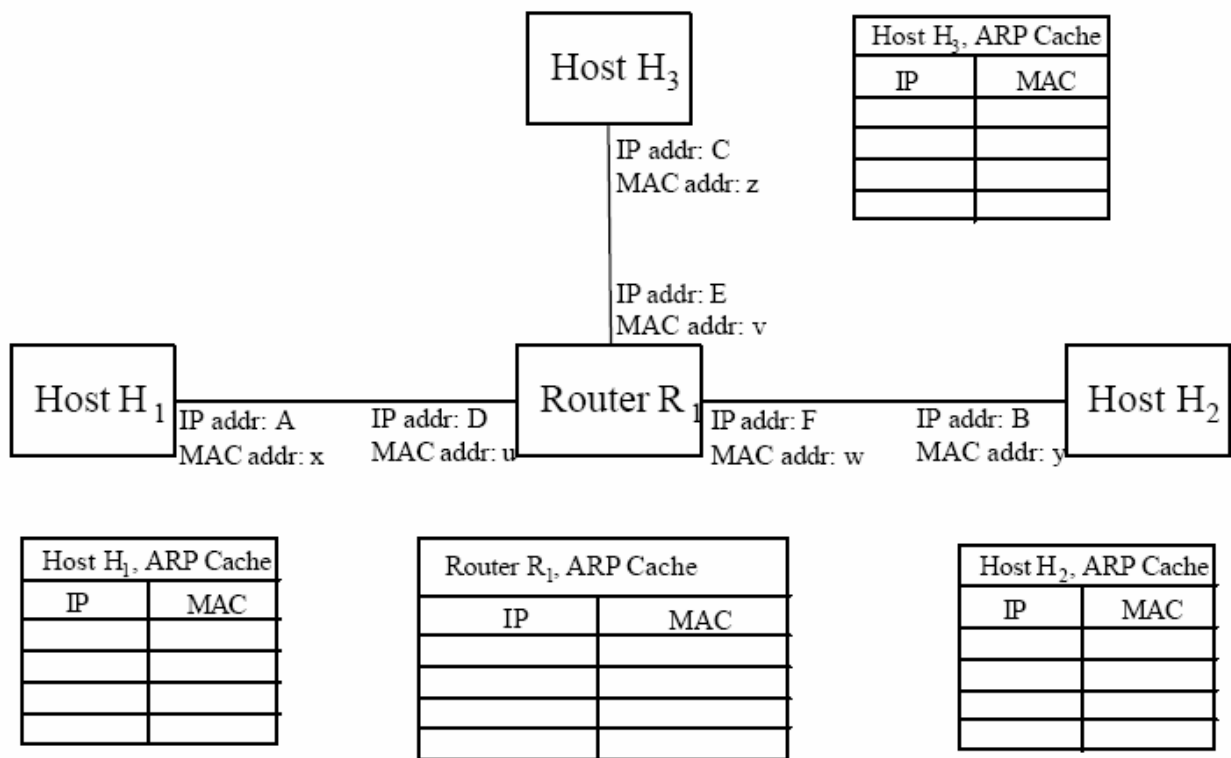 Host H3
Host H3, ARP Cache
IP MAC
IP addr: C
MAC addr: z
IP addr: E
MAC addr: v
Host H1
Router R1
Host H2
IP addr: A
MAC addr: x
IP addr: D
MAC addr: u
IP addr: F
MAC addr: w
IP addr: B
MAC addr: y
Host H1, ARP Cache
IP MAC
Router R1, ARP Cache
IP MAC
Host H2, ARP Cache
IP MAC